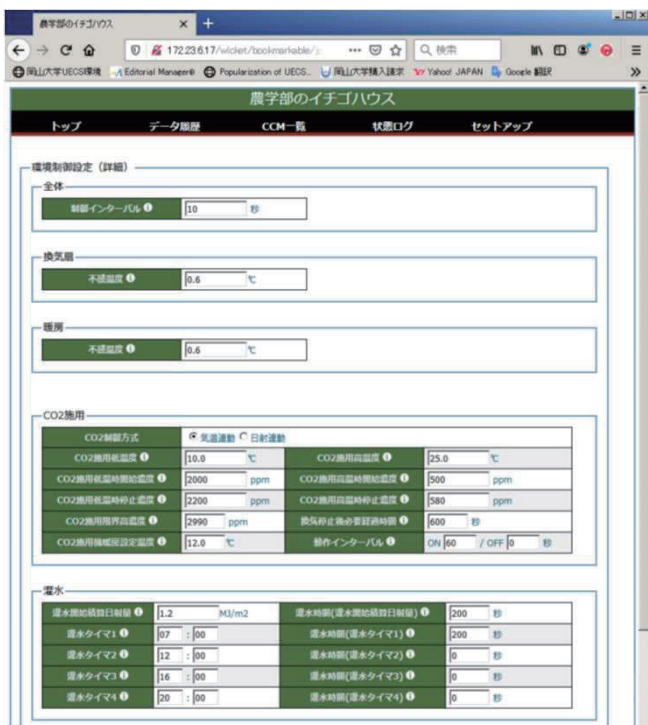 農学部のイチゴハウス
172.23.6.17/wicket/bookmarkable/j
検索
岡山大学UECS環境 Editorial Manager® Popularization of UECS... 岡山大学購入請求 Yahoo! JAPAN Google 翻訳
農学部のイチゴハウス
トップ データ履歴 CCM一覧 状態ログ セットアップ
環境制御設定（詳細）
全体
制御インターバル 10 秒
換気扇
不感温度 0.6 ℃
暖房
不感温度 0.6 ℃
CO2施用
CO2制御方式 気温連動 日射連動
CO2施用低温度 10.0 ℃ CO2施用高温度 25.0 ℃
CO2施用低温時開始濃度 2000 ppm CO2施用高温時開始濃度 500 ppm
CO2施用低温時停止濃度 2200 ppm CO2施用高温時停止濃度 580 ppm
CO2施用限界高濃度 2990 ppm 換気停止後必要経過時間 600 秒
CO2施用機暖房設定温度 12.0 ℃ 動作インターバル ON 60 / OFF 0 秒
灌水
灌水開始積算日射量 1.2 MJ/m2 灌水時間(灌水開始積算日射量) 200 秒
灌水タイマ1 07 : 00 灌水時間(灌水タイマ1) 200 秒
灌水タイマ2 12 : 00 灌水時間(灌水タイマ2) 0 秒
灌水タイマ3 16 : 00 灌水時間(灌水タイマ3) 0 秒
灌水タイマ4 20 : 00 灌水時間(灌水タイマ4) 0 秒